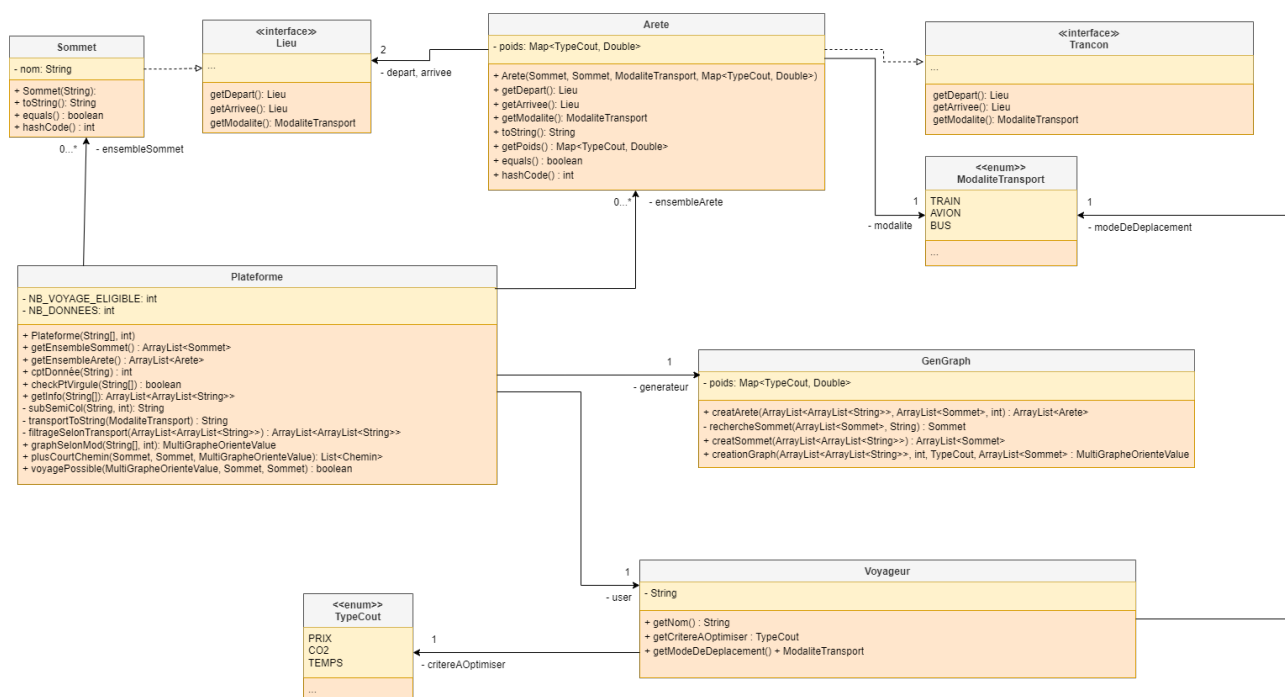 Sommet
- nom: String
+ Sommet(String):
+ toString(): String
+ equals() : boolean
+ hashCode() : int
0...*
- ensembleSommet
«interface»
Lieu
...
getDepart(): Lieu
getArrivee(): Lieu
getModalite(): ModaliteTransport
2
- depart, arrivee
Arete
- poids: Map<TypeCout, Double>
+ Arete(Sommet, Sommet, ModaliteTransport, Map<TypeCout, Double>)
+ getDepart(): Lieu
+ getArrivee(): Lieu
+ getModalite(): ModaliteTransport
+ toString(): String
+ getPoids() : Map<TypeCout, Double>
+ equals() : boolean
+ hashCode() : int
0...*
- ensembleArete
«interface»
Trancon
...
getDepart(): Lieu
getArrivee(): Lieu
getModalite(): ModaliteTransport
<<enum>>
ModaliteTransport
TRAIN
AVION
BUS
...
1
- modalite
1
- modeDeDeplacement
Plateforme
- NB_VOYAGE_ELIGIBLE: int
- NB_DONNEES: int
+ Plateforme(String[], int)
+ getEnsembleSommet() : ArrayList<Sommet>
+ getEnsembleArete() : ArrayList<Arete>
+ cptDonnée(String) : int
+ checkPtVirgule(String[]) : boolean
+ getInfo(String[]): ArrayList<ArrayList<String>>
- subSemiCol(String, int): String
- transportToString(ModaliteTransport) : String
- filtrageSelonTransport(ArrayList<ArrayList<String>>) : ArrayList<ArrayList<String>>
+ graphSelonMod(String[], int): MultiGrapheOrienteValue
+ plusCourtChemin(Sommet, Sommet, MultiGrapheOrienteValue): List<Chemin>
+ voyagePossible(MultiGrapheOrienteValue, Sommet, Sommet) : boolean
1
- generateur
GenGraph
- poids: Map<TypeCout, Double>
+ creatArete(ArrayList<ArrayList<String>>, ArrayList<Sommet>, int) : ArrayList<Arete>
- rechercheSommet(ArrayList<Sommet>, String) : Sommet
+ creatSommet(ArrayList<ArrayList<String>>) : ArrayList<Sommet>
+ creationGraph(ArrayList<ArrayList<String>>, int, TypeCout, ArrayList<Sommet> : MultiGrapheOrienteValue
1
- user
Voyageur
- String
+ getNom() : String
+ getCritereAOptimiser : TypeCout
+ getModeDeDeplacement() + ModaliteTransport
<<enum>>
TypeCout
PRIX
CO2
TEMPS
...
1
- critereAOptimiser